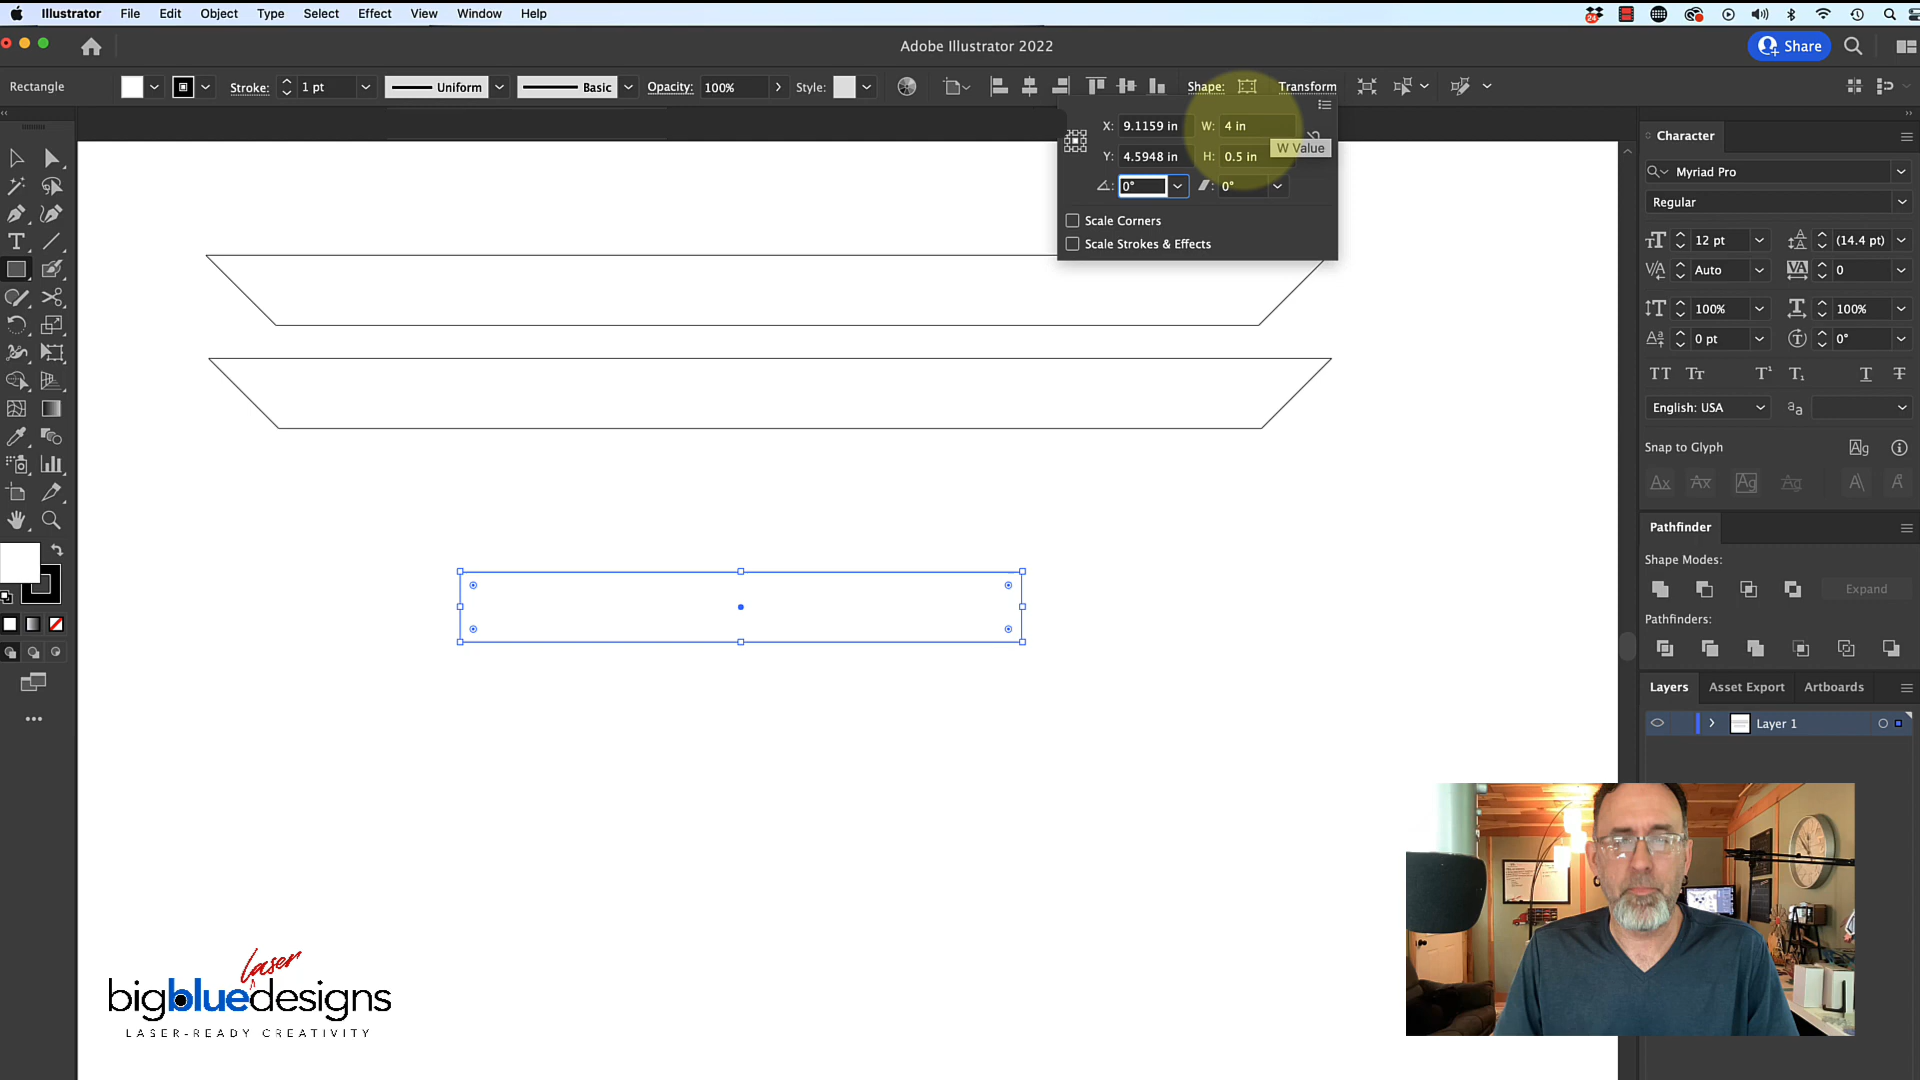 Illustrator File Edit Object Type Select Effect View Window Help
24
Adobe Illustrator 2022
Share
Rectangle Stroke: 1 pt Uniform Basic Opacity: 100% Style: Shape: Transform
X: 9.1159 in W: 4 in
W Value
Y: 4.5948 in H: 0.5 in
0° 0°
Scale Corners
Scale Strokes & Effects
Character
Myriad Pro
Regular
12 pt (14.4 pt)
Auto 0
100% 100%
0 pt 0°
English: USA
Snap to Glyph
Pathfinder
Shape Modes:
Expand
Pathfinders:
Layers Asset Export Artboards
Layer 1
laser
bigbluedesigns
LASER-READY CREATIVITY